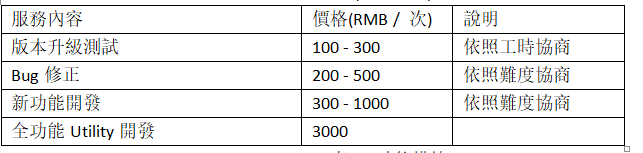 服務內容 價格(RMB / 次) 說明
版本升級測試 100 - 300 依照工時協商
Bug 修正 200 - 500 依照難度協商
新功能開發 300 - 1000 依照難度協商
全功能 Utility 開發 3000